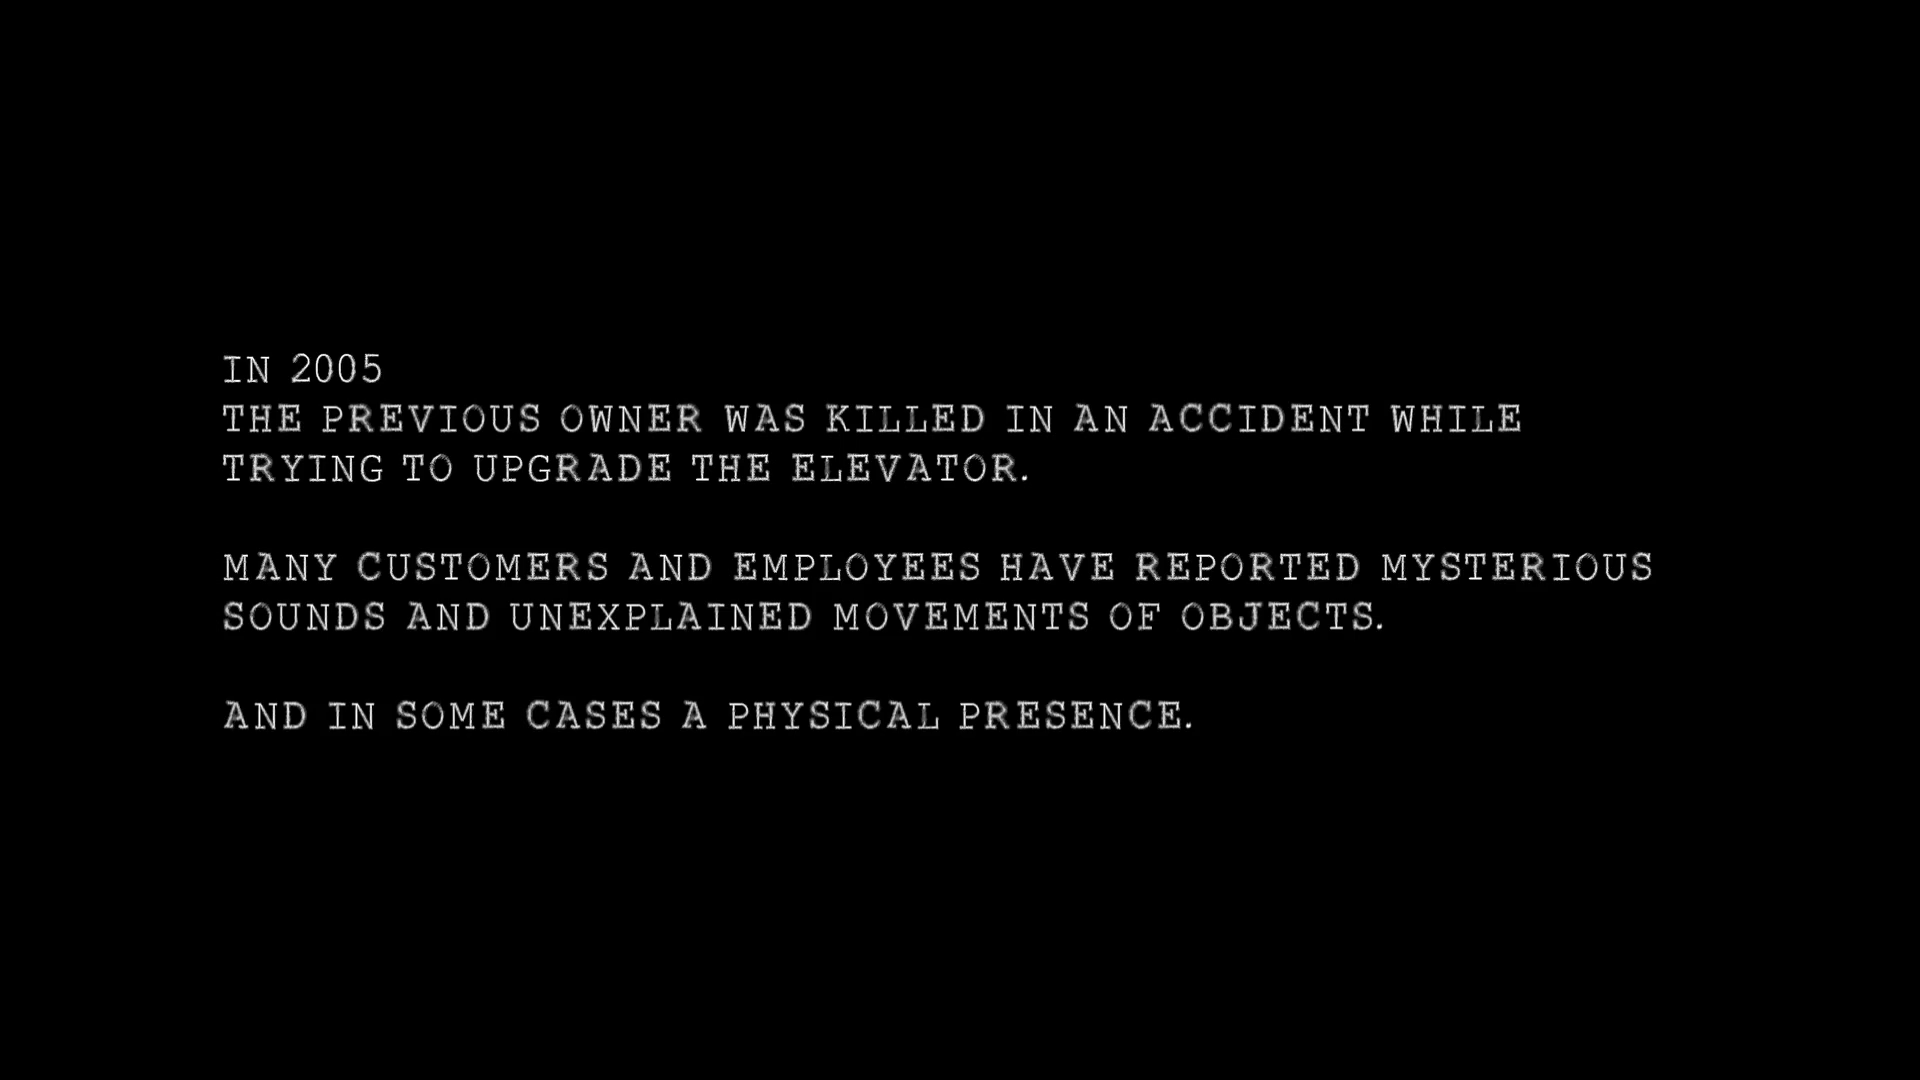 IN 2005
THE PREVIOUS OWNER WAS KILLED IN AN ACCIDENT WHILE
TRYING TO UPGRADE THE ELEVATOR.
MANY CUSTOMERS AND EMPLOYEES HAVE REPORTED MYSTERIOUS
SOUNDS AND UNEXPLAINED MOVEMENTS OF OBJECTS.
AND IN SOME CASES A PHYSICAL PRESENCE.